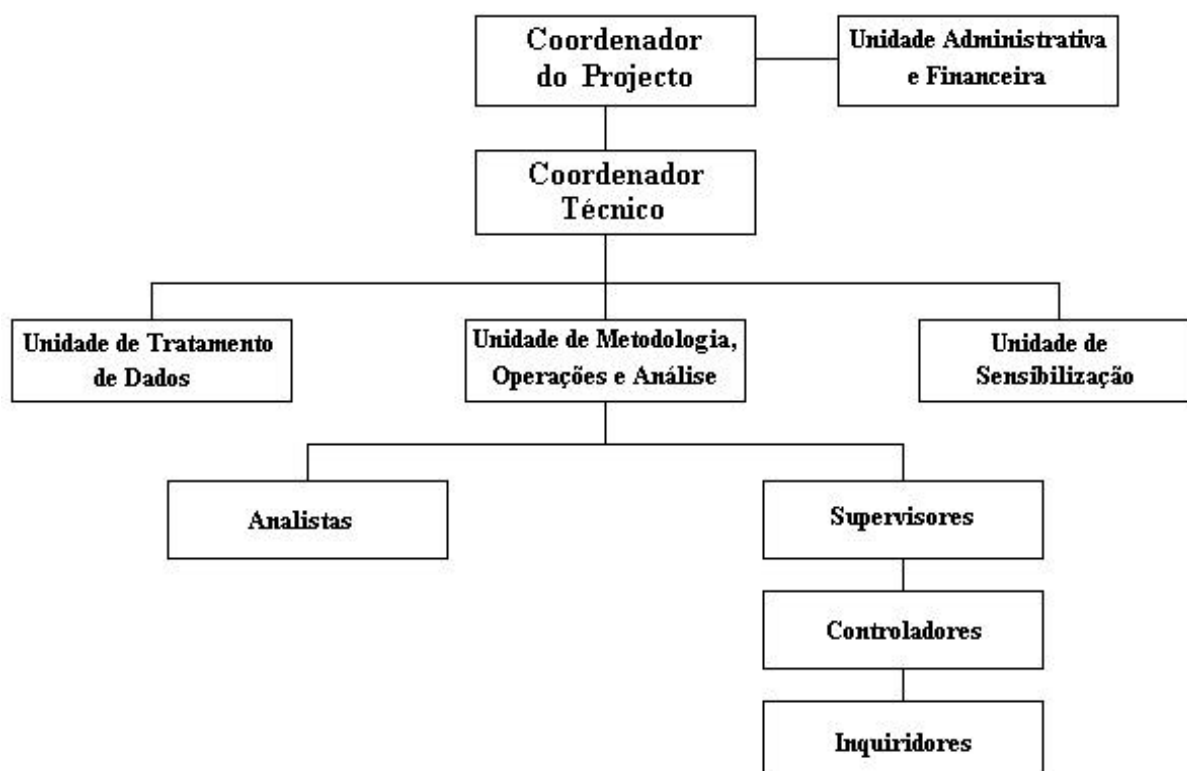 Coordenador
do Projecto
Unidade Administrativa
e Financeira
Coordenador
Técnico
Unidade de Tratamento
de Dados
Unidade de Metodologia,
Operações e Análise
Unidade de
Sensibilização
Analistas
Supervisores
Controladores
Inquiridores